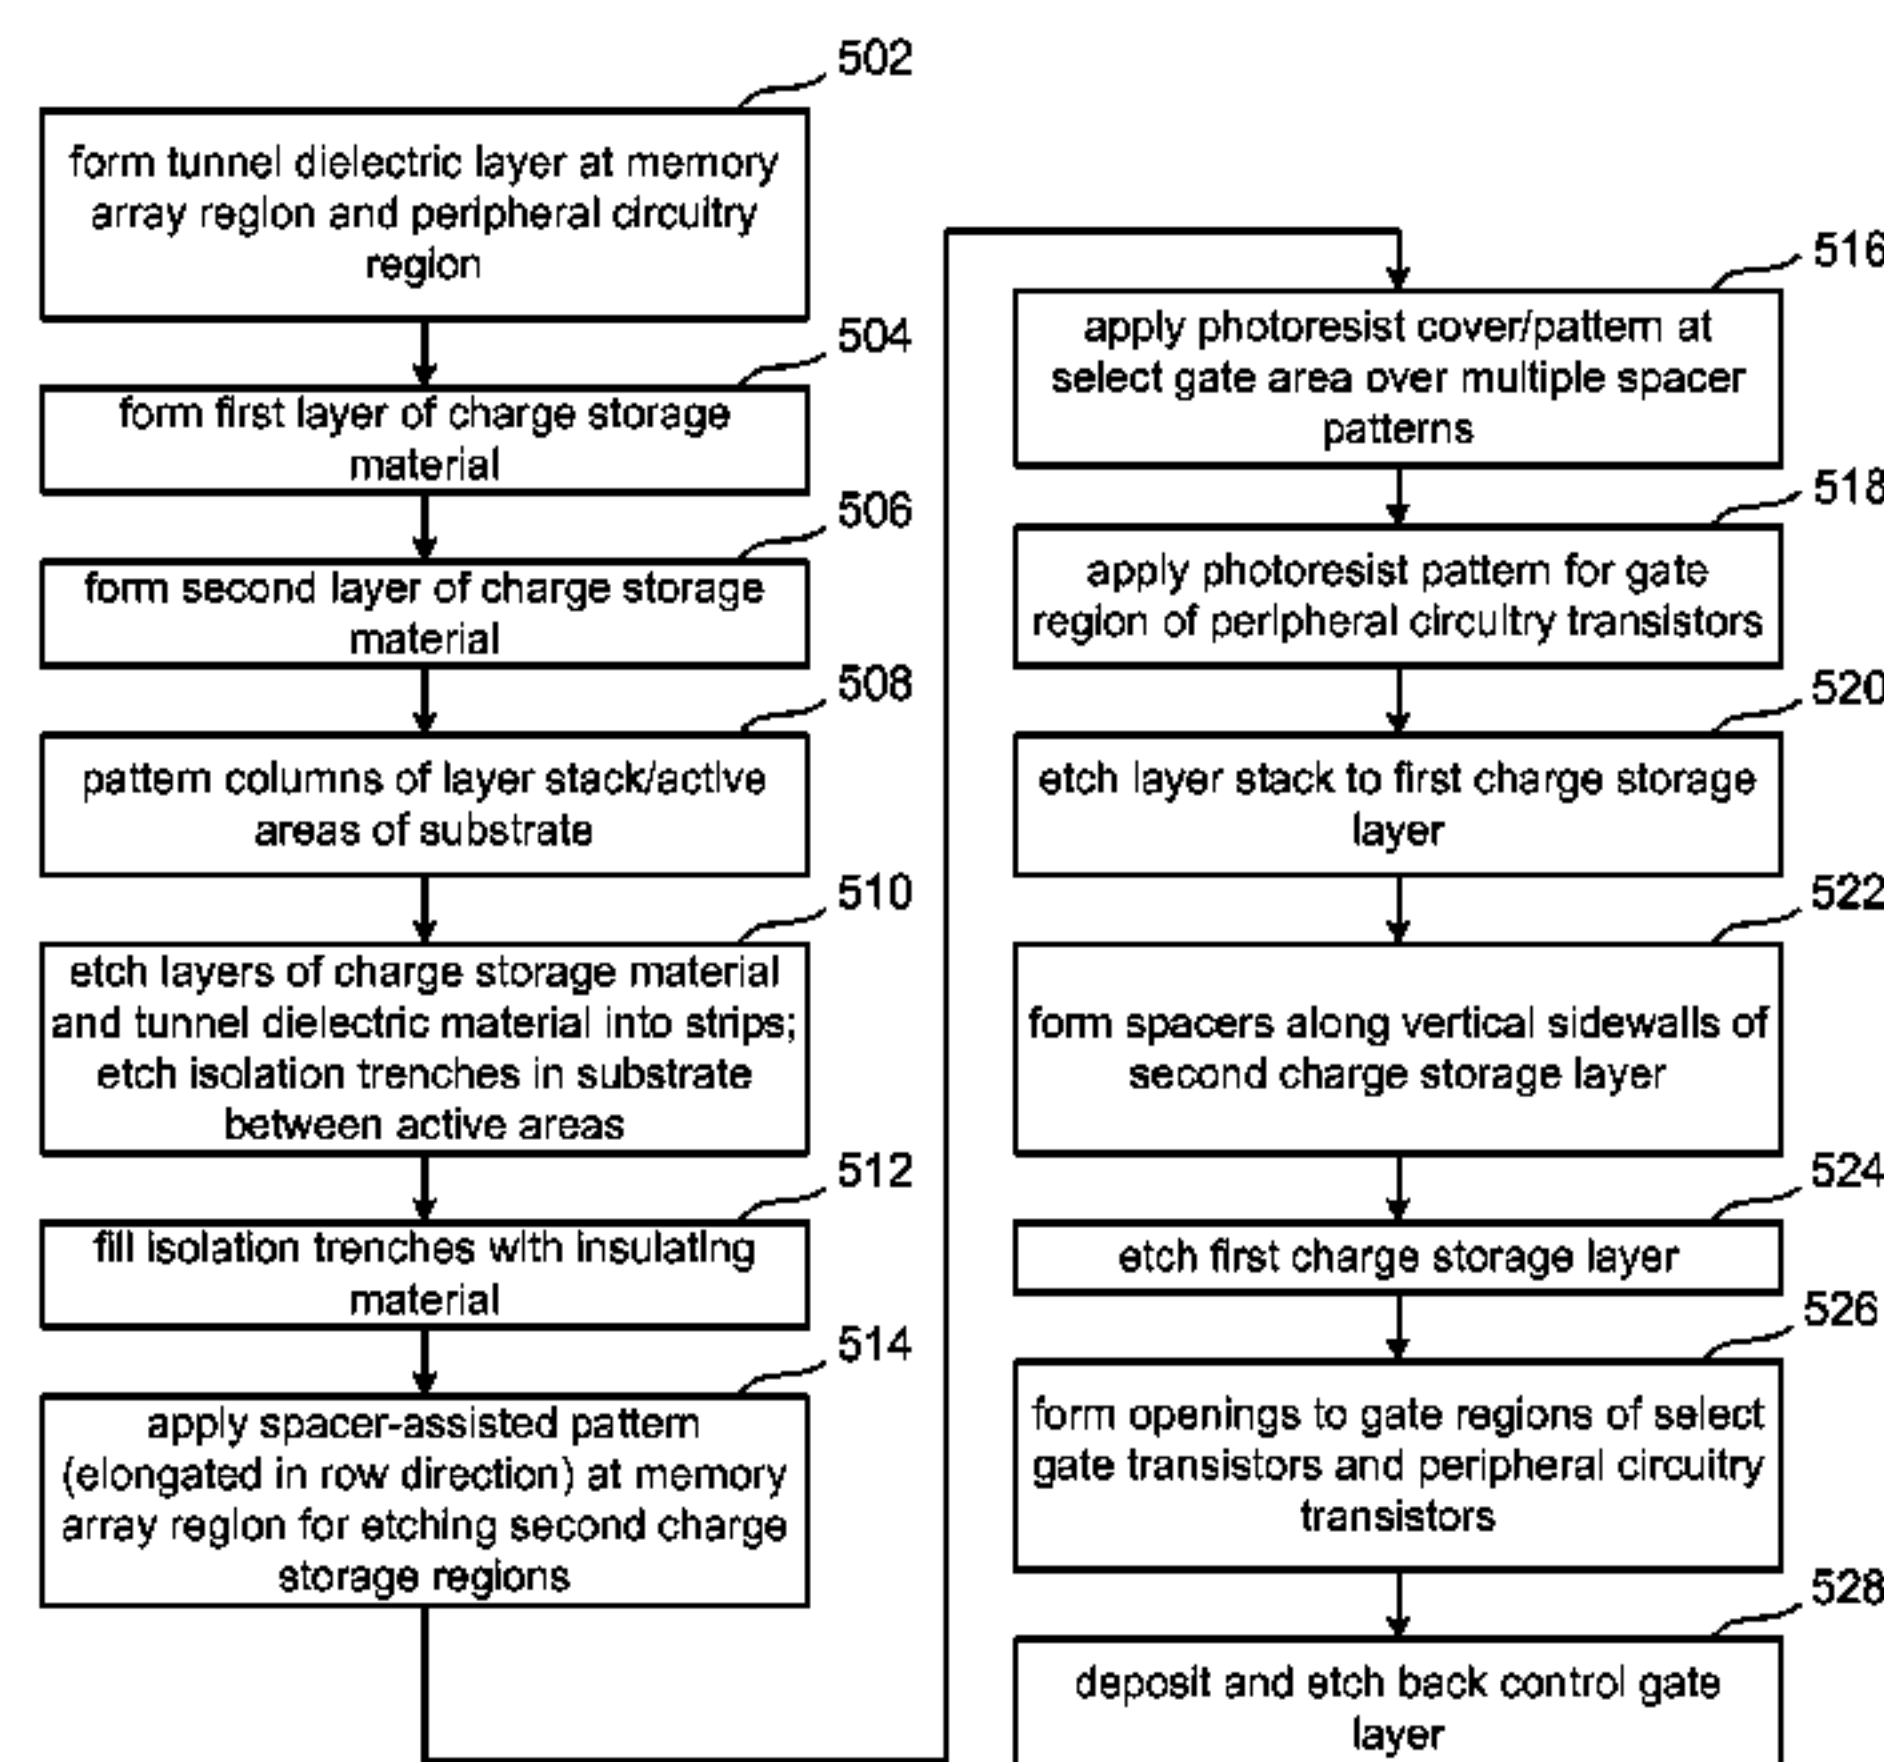 502
form tunnel dielectric layer at memory
array region and peripheral circuitry
region
504
form first layer of charge storage
material
506
form second layer of charge storage
material
508
pattern columns of layer stack/active
areas of substrate
510
etch layers of charge storage material
and tunnel dielectric material into strips;
etch isolation trenches in substrate
between active areas
512
fill isolation trenches with insulating
material
514
apply spacer-assisted pattern
(elongated in row direction) at memory
array region for etching second charge
storage regions
516
apply photoresist cover/pattern at
select gate area over multiple spacer
patterns
518
apply photoresist pattern for gate
region of peripheral circuitry transistors
520
etch layer stack to first charge storage
layer
522
form spacers along vertical sidewalls of
second charge storage layer
524
etch first charge storage layer
526
form openings to gate regions of select
gate transistors and peripheral circuitry
transistors
528
deposit and etch back control gate
layer